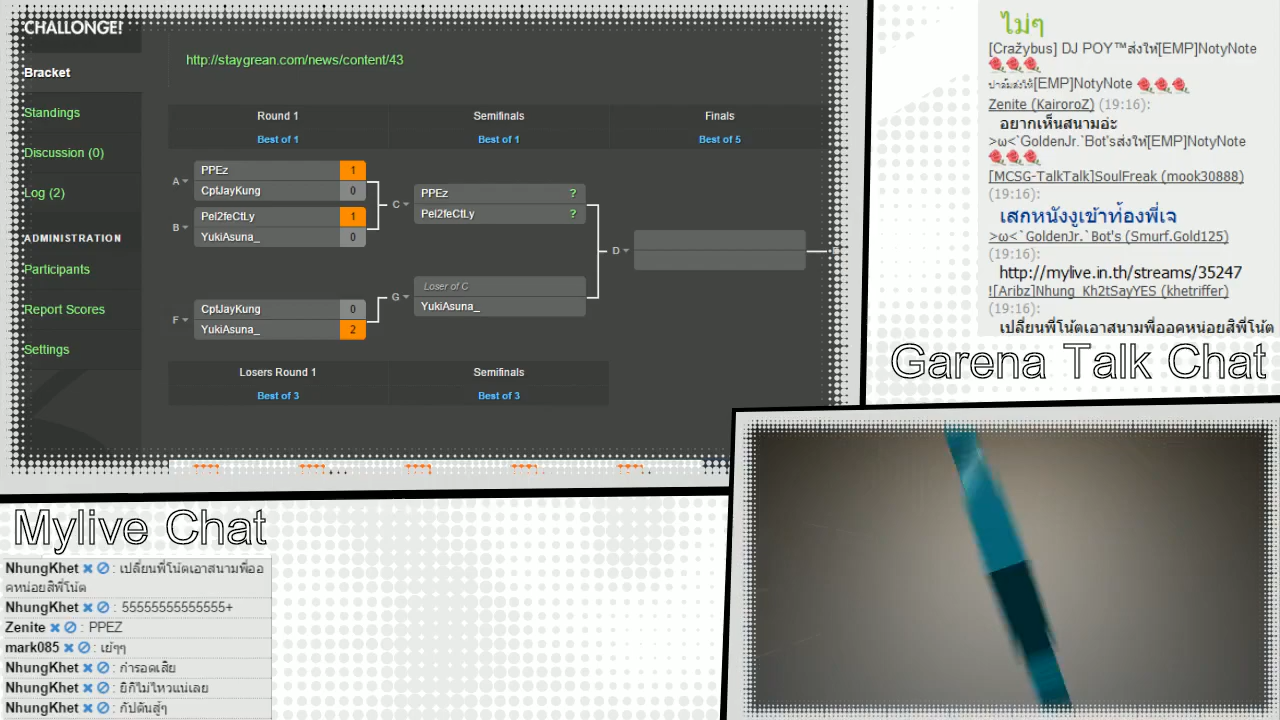 CHALLONGE!
Bracket
Standings
Discussion (0)
Log (2)
ADMINISTRATION
Participants
Report Scores
Settings
http://staygrean.com/news/content/43
Round 1
Semifinals
Finals
Best of 1
Best of 1
Best of 5
A
PPEz 1
CptJayKung 0
B
Pel2feCtLy 1
YukiAsuna_ 0
C
PPEz ?
Pel2feCtLy ?
D
F
CptJayKung 0
YukiAsuna_ 2
G
Loser of C
YukiAsuna_
Losers Round 1
Semifinals
Best of 3
Best of 3
ไม่ๆ
[Cražybus] DJ POY™ส่งให้[EMP]NotyNote
ส่งให้[EMP]NotyNote
Zenite (KairoroZ) (19:16):
อยากเห็นสนามอ่ะ
>ω<`GoldenJr.`Bot'sส่งให้[EMP]NotyNote
[MCSG-TalkTalk]SoulFreak (mook30888)
(19:16):
เสกหนังงูเข้าท้องพี่เจ
>ω<`GoldenJr.`Bot's (Smurf.Gold125)
(19:16):
http://mylive.in.th/streams/35247
![Aribz]Nhung_Kh2tSayYES (khetriffer)
(19:16):
เปลี่ยนพี่โน้ตเอาสนามพี่ออคหน่อยสิพี่โน้ต
Garena Talk Chat
Mylive Chat
NhungKhet : เปลี่ยนพี่โน้ตเอาสนามพี่ออ
คหน่อยสิพี่โน้ต
NhungKhet : 55555555555555+
Zenite : PPEZ
mark085 : เย่ๆๆ
NhungKhet : กำรอดเสีย
NhungKhet : ยิกิไม่ไหวแน่เลย
NhungKhet : กัปตันสู้ๆ